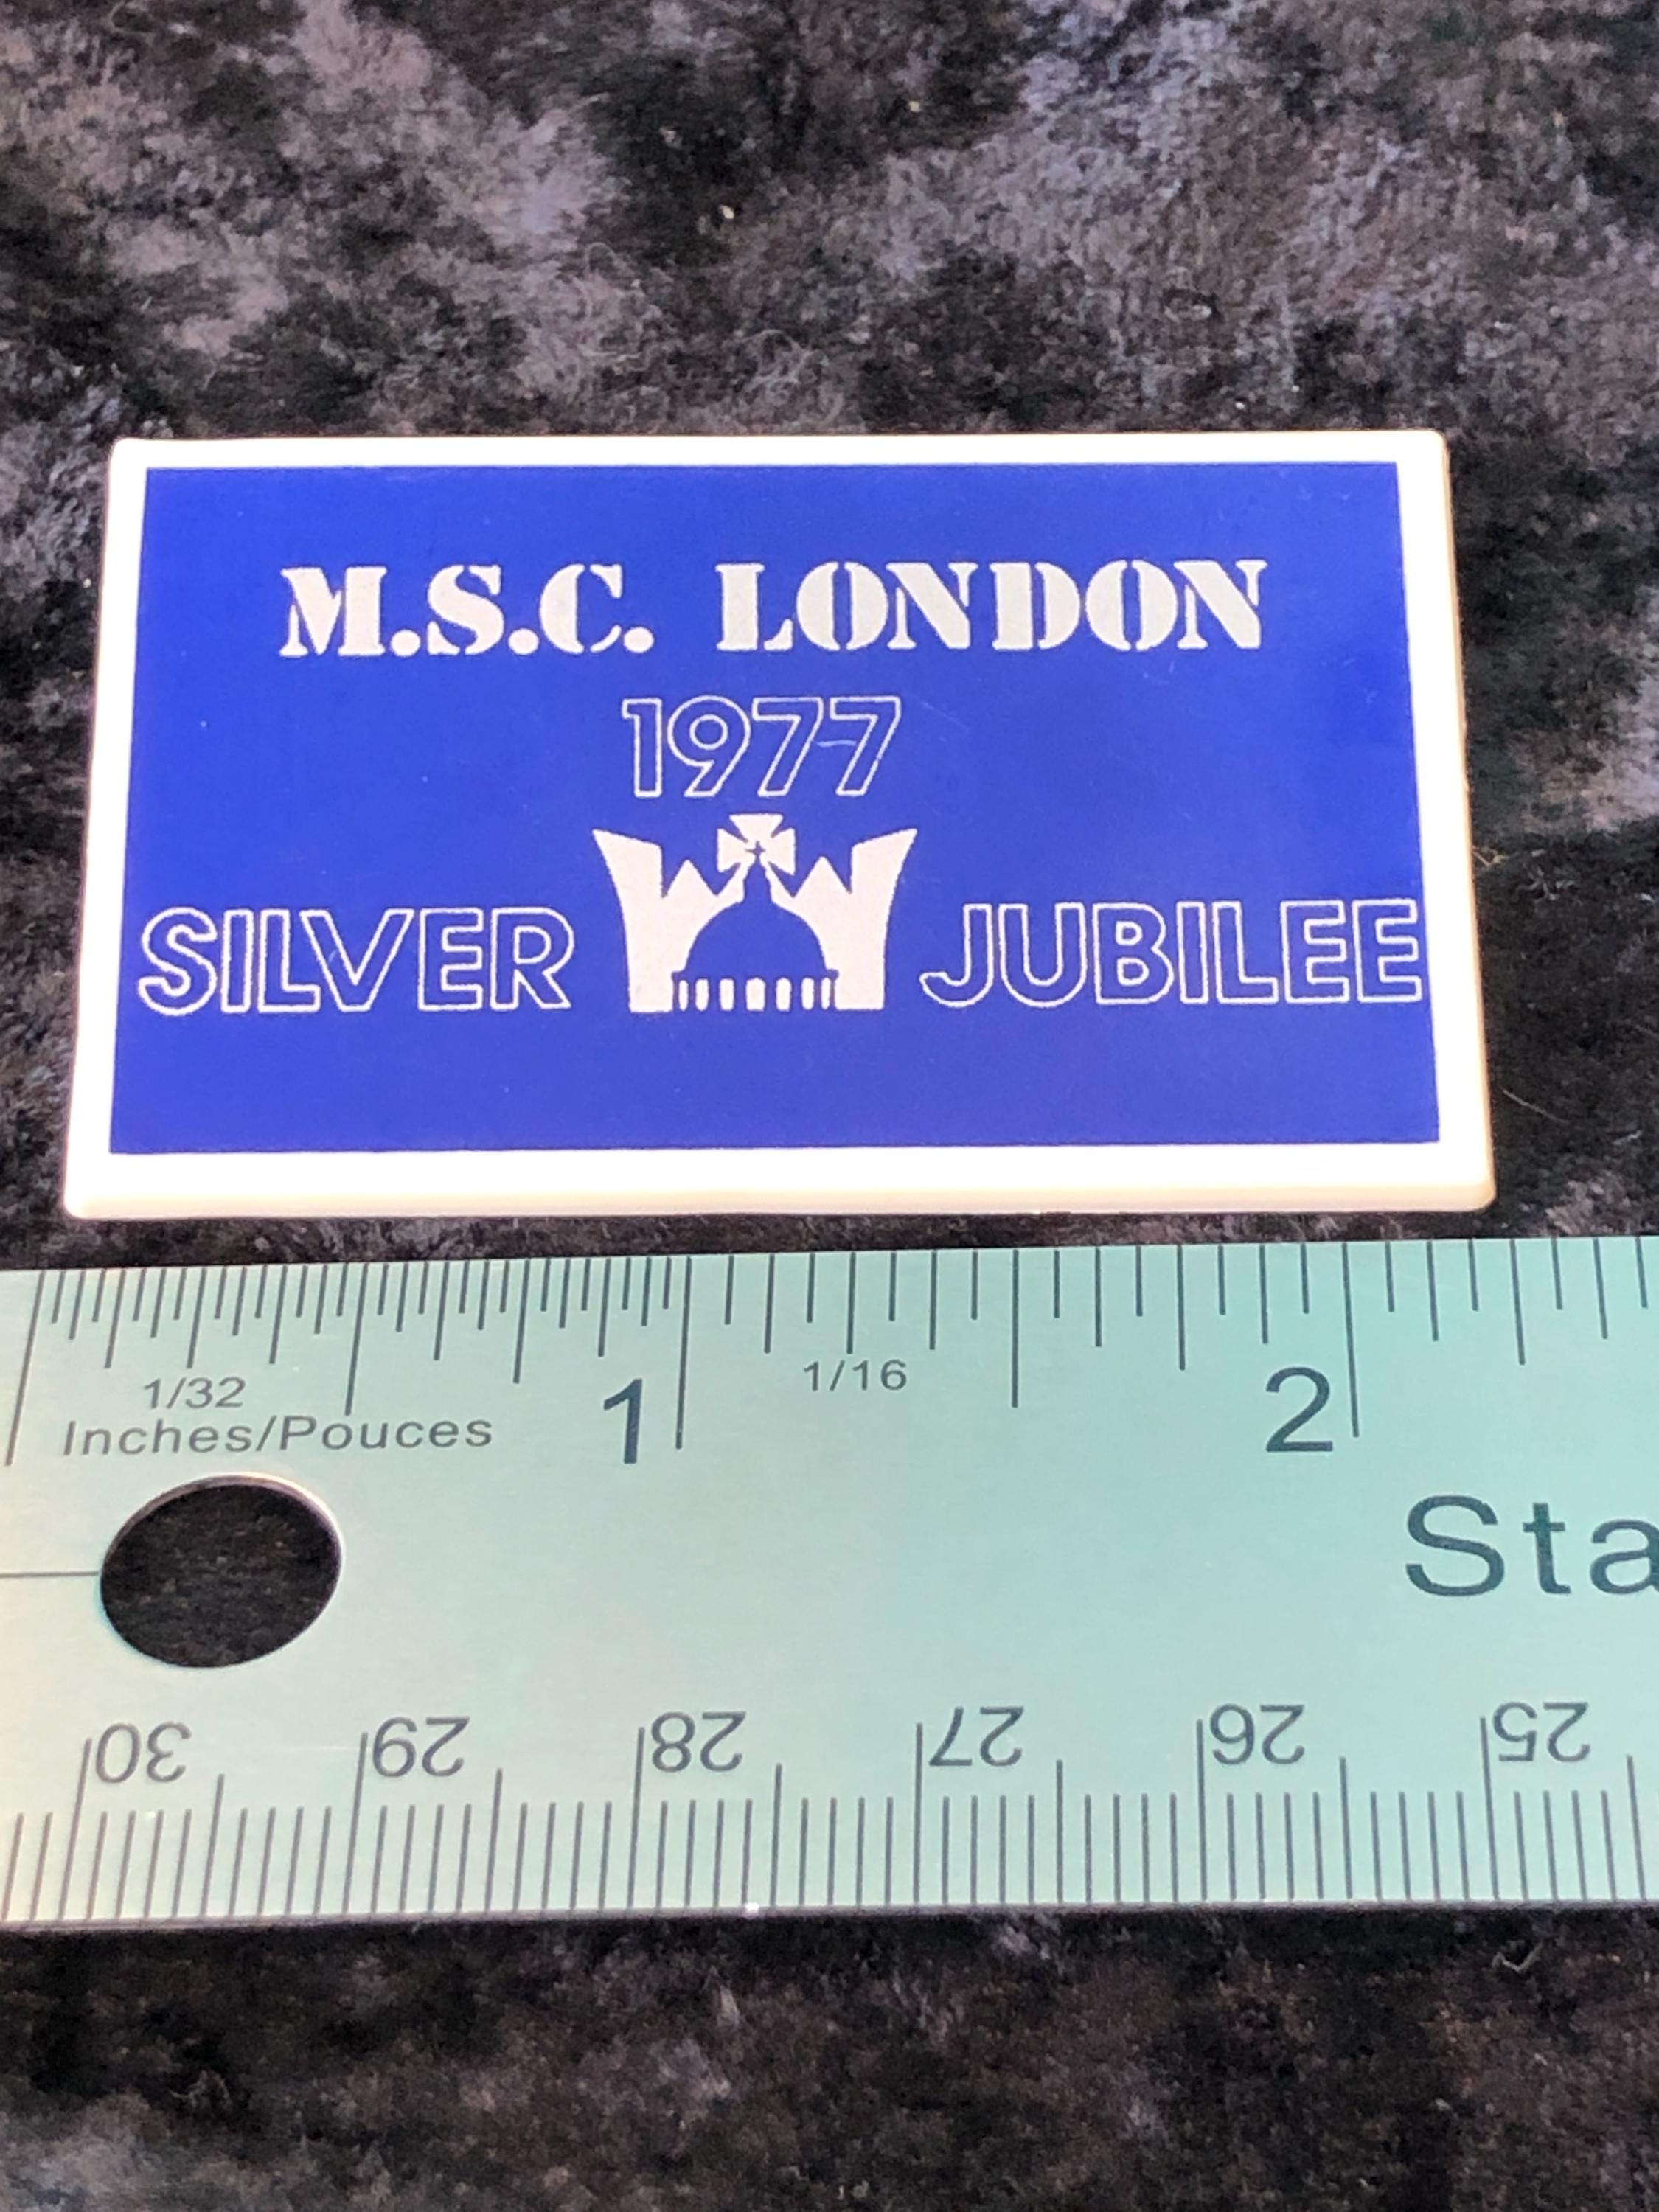 M.S.C. LONDON
1977
SILVER JUBILEE
1/32
1
1/16
2
Inches/Pouces
Sta
30 29 28 27 26 25